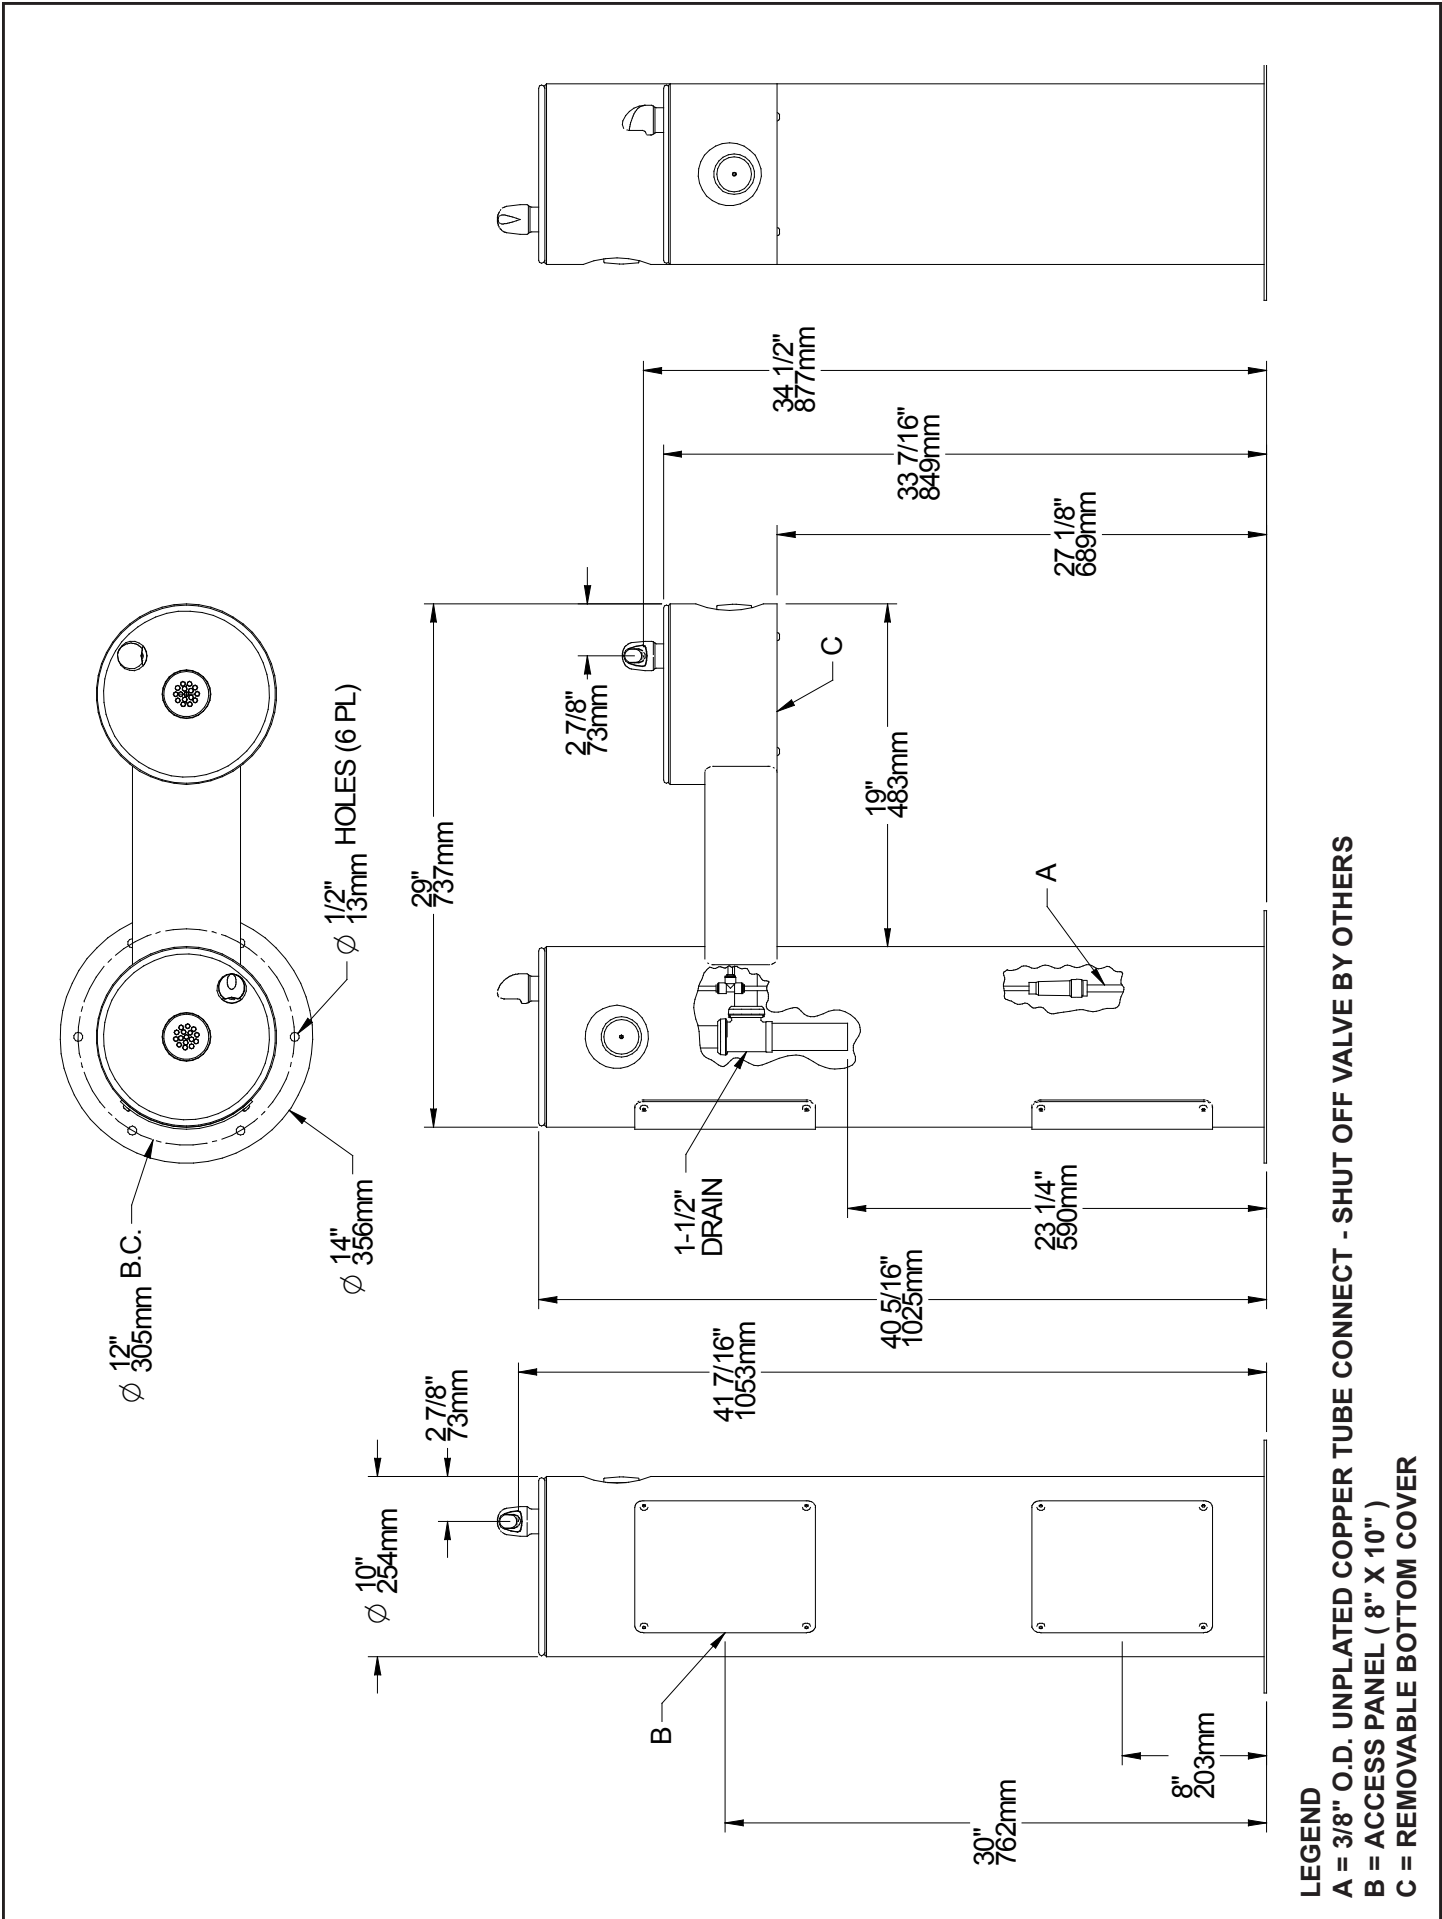 Ø 12"
305mm B.C.
Ø 14"
356mm
Ø 1/2"
13mm HOLES (6 PL)
Ø 10"
254mm
2 7/8"
73mm
41 7/16"
1053mm
B
30"
762mm
8"
203mm
29"
737mm
2 7/8"
73mm
1-1/2"
DRAIN
40 5/16"
1025mm
23 1/4"
590mm
A
C
19"
483mm
27 1/8"
689mm
33 7/16"
849mm
34 1/2"
877mm
LEGEND
A = 3/8" O.D. UNPLATED COPPER TUBE CONNECT - SHUT OFF VALVE BY OTHERS
B = ACCESS PANEL ( 8" X 10" )
C = REMOVABLE BOTTOM COVER